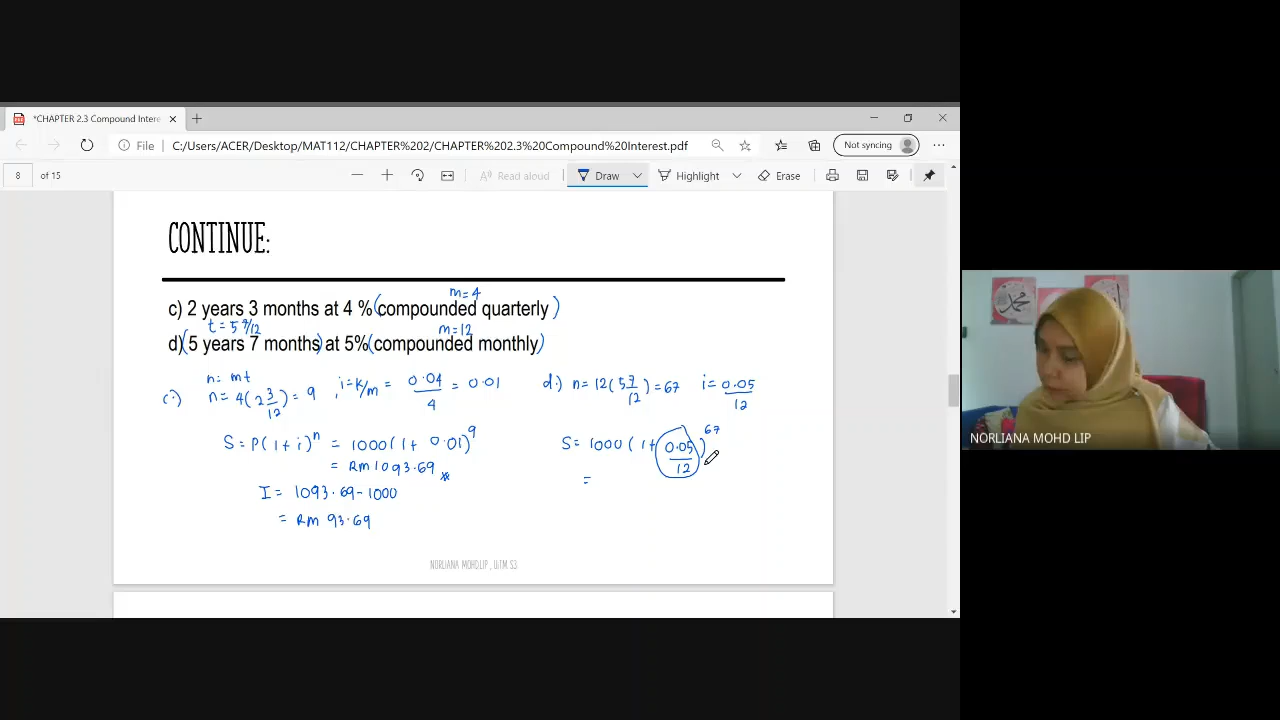 *CHAPTER 2.3 Compound Intere
File C:/Users/ACER/Desktop/MAT112/CHAPTER%202/CHAPTER%202.3%20Compound%20Interest.pdf Not syncing
8 of 15 Read aloud Draw Highlight Erase
CONTINUE:
m=4
c) 2 years 3 months at 4 % (compounded quarterly )
t = 5 7/12 m=12
d)(5 years 7 months) at 5%(compounded monthly)
n= mt
c.) n= 4(2 3/12) = 9 i=k/m = 0.04/4 = 0.01
S= P(1+i)^n = 1000(1+ 0.01)^9
= RM 1093.69 *
I= 1093.69-1000
= RM 93.69
d.) n= 12(5 7/12)=67 i= 0.05/12
S= 1000(1+ 0.05/12)^67
=
NORLIANA MOHD LIP , UiTM S3
NORLIANA MOHD LIP